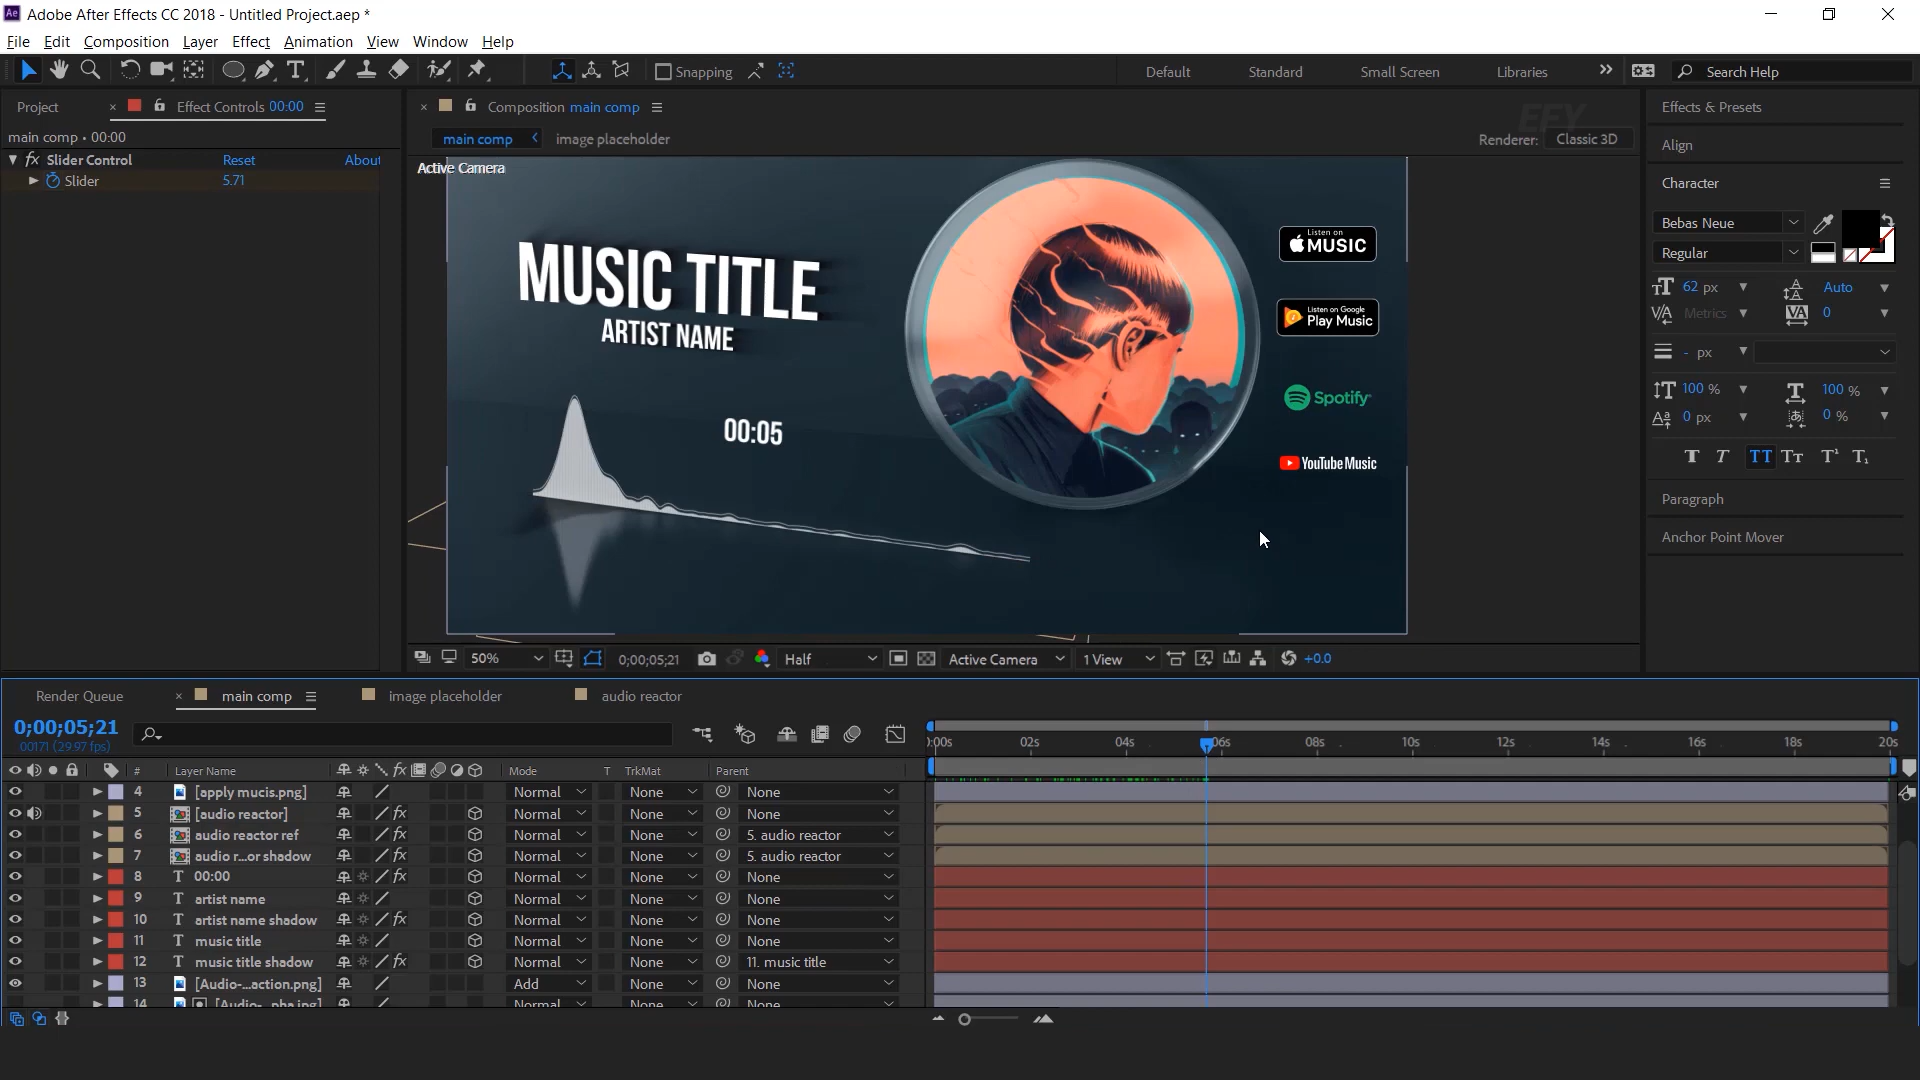 Ae Adobe After Effects CC 2018 - Untitled Project.aep *
File Edit Composition Layer Effect Animation View Window Help
Snapping Default Standard Small Screen Libraries Search Help
Project × Effect Controls 00:00
main comp • 00:00
fx Slider Control Reset About
Slider 5.71
× Composition main comp
main comp image placeholder
Renderer: Classic 3D
EFY
Active Camera
MUSIC TITLE
ARTIST NAME
00:05
Listen on
MUSIC
Listen on Google
Play Music
Spotify
YouTube Music
50% 0;00;05;21 Half Active Camera 1 View +0.0
Effects & Presets
Align
Character
Bebas Neue
Regular
62 px Auto
Metrics 0
- px
100 % 100 %
0 px 0 %
T T TT Tт T¹ T₁
Paragraph
Anchor Point Mover
Render Queue × main comp image placeholder audio reactor
0;00;05;21
00171 (29.97 fps)
:00s 02s 04s 06s 08s 10s 12s 14s 16s 18s 20s
# Layer Name Mode T TrkMat Parent
4 [apply mucis.png] Normal None None
5 [audio reactor] Normal None None
6 audio reactor ref Normal None 5. audio reactor
7 audio r...or shadow Normal None 5. audio reactor
8 T 00:00 Normal None None
9 T artist name Normal None None
10 T artist name shadow Normal None None
11 T music title Normal None None
12 T music title shadow Normal None 11. music title
13 [Audio-...action.png] Add None None
14 [Audio-...pha.jpg] Normal None None